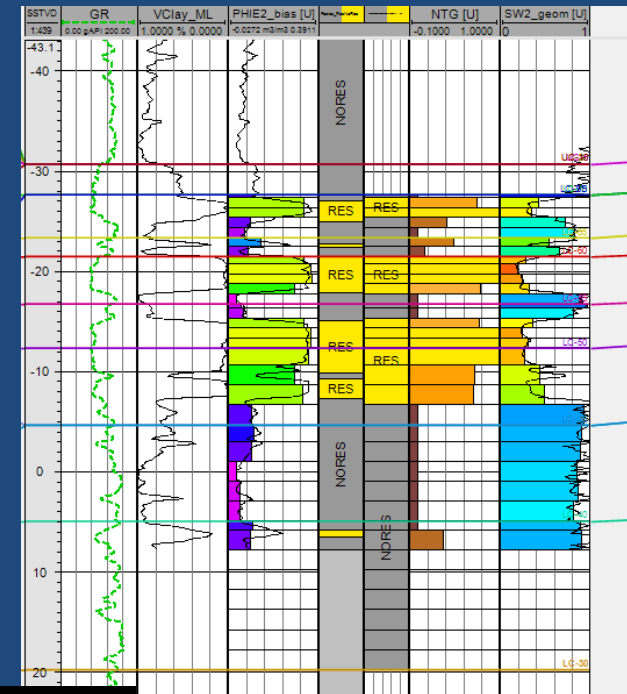 SSTVD GR VClay_ML PHIE2_bias [U] NTG [U] SW2_geom [U]
1:439 0.00 gAPI 200.00 1.0000 % 0.0000 -0.0272 m3/m3 0.3911 -0.1000 1.0000 0 1
-43.1
-40
NORES
-30
RES RES
LC-60
-20
RES RES
LC-50
RES
-10
RES
RES
0
NORES
NORES
10
LC-30
20